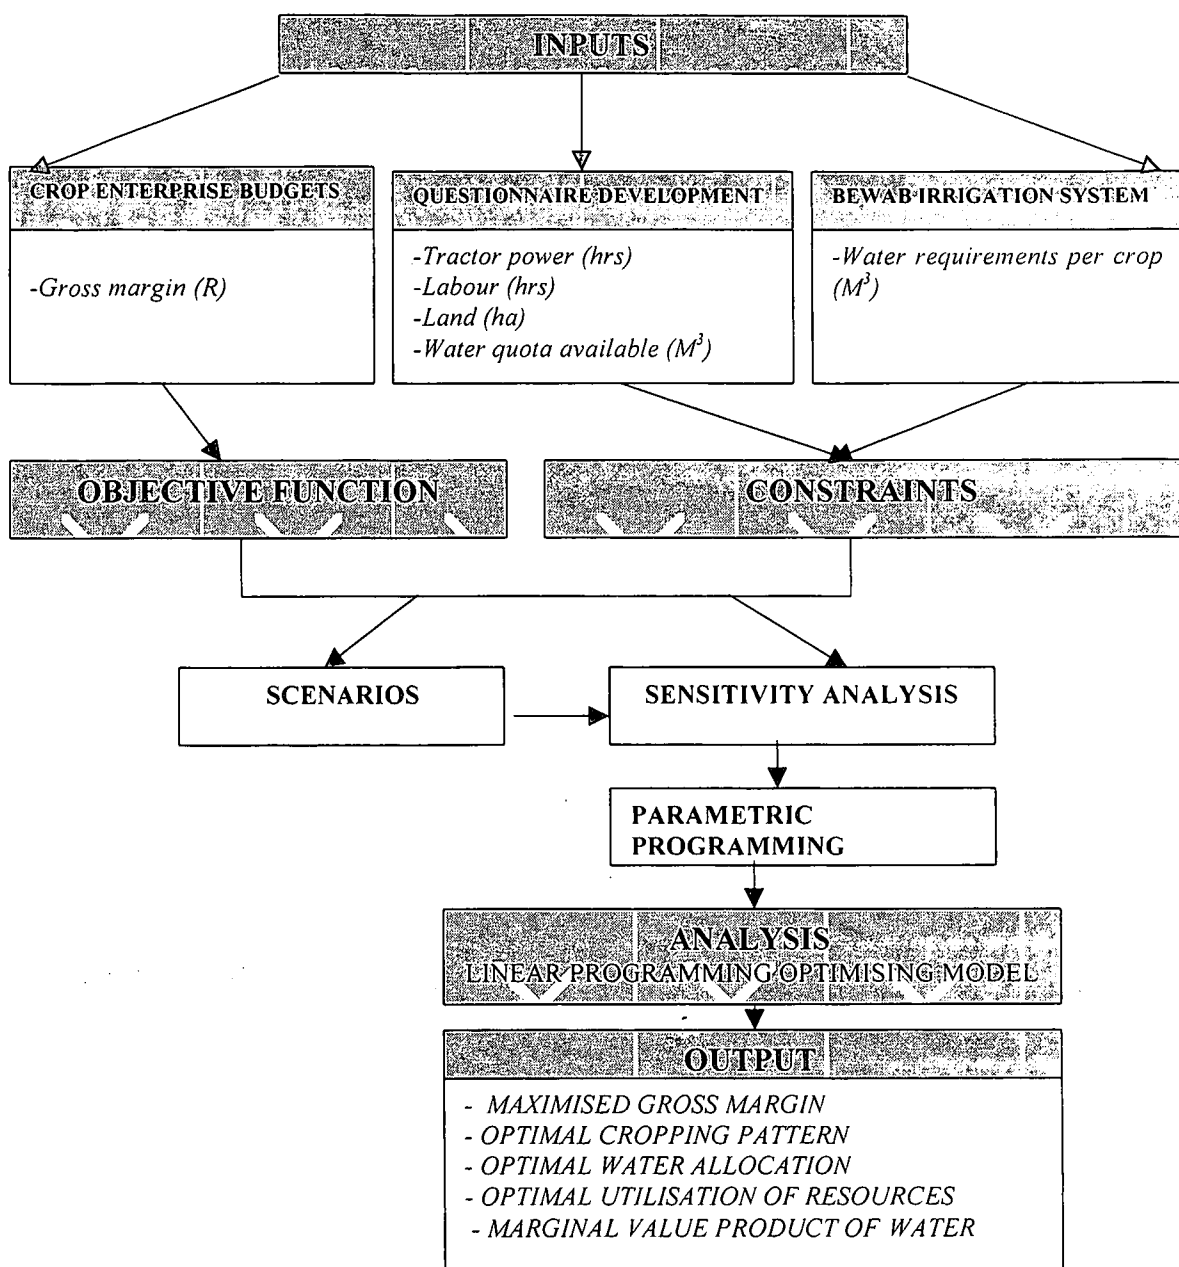 INPUTS
CROP ENTERPRISE BUDGETS
-Gross margin (R)
QUESTIONNAIRE DEVELOPMENT
-Tractor power (hrs)
-Labour (hrs)
-Land (ha)
-Water quota available (M³)
BEWAB IRRIGATION SYSTEM
-Water requirements per crop
(M³)
OBJECTIVE FUNCTION
CONSTRAINTS
SCENARIOS
SENSITIVITY ANALYSIS
PARAMETRIC
PROGRAMMING
ANALYSIS
LINEAR PROGRAMMING OPTIMISING MODEL
OUTPUT
- MAXIMISED GROSS MARGIN
- OPTIMAL CROPPING PATTERN
- OPTIMAL WATER ALLOCATION
- OPTIMAL UTILISATION OF RESOURCES
- MARGINAL VALUE PRODUCT OF WATER